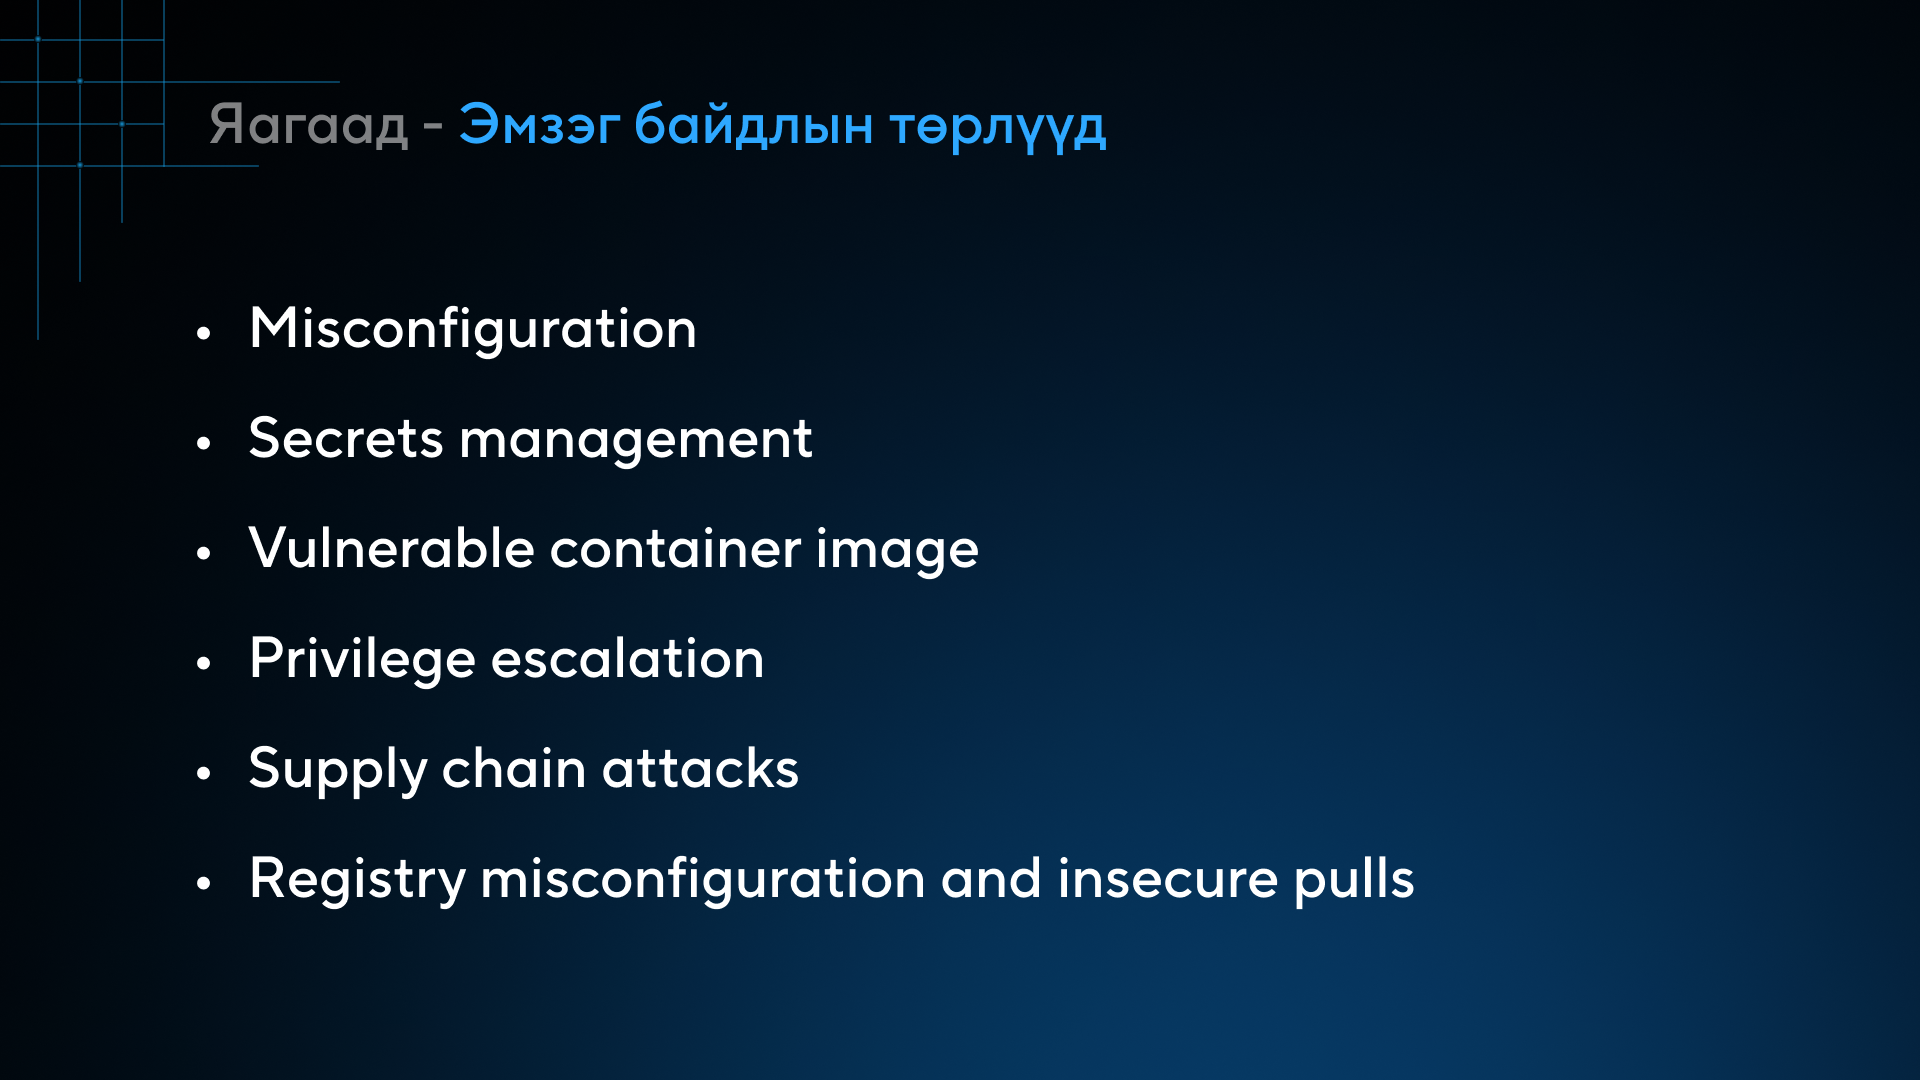 Яагаад - Эмзэг байдлын төрлүүд
• Misconfiguration
• Secrets management
• Vulnerable container image
• Privilege escalation
• Supply chain attacks
• Registry misconfiguration and insecure pulls